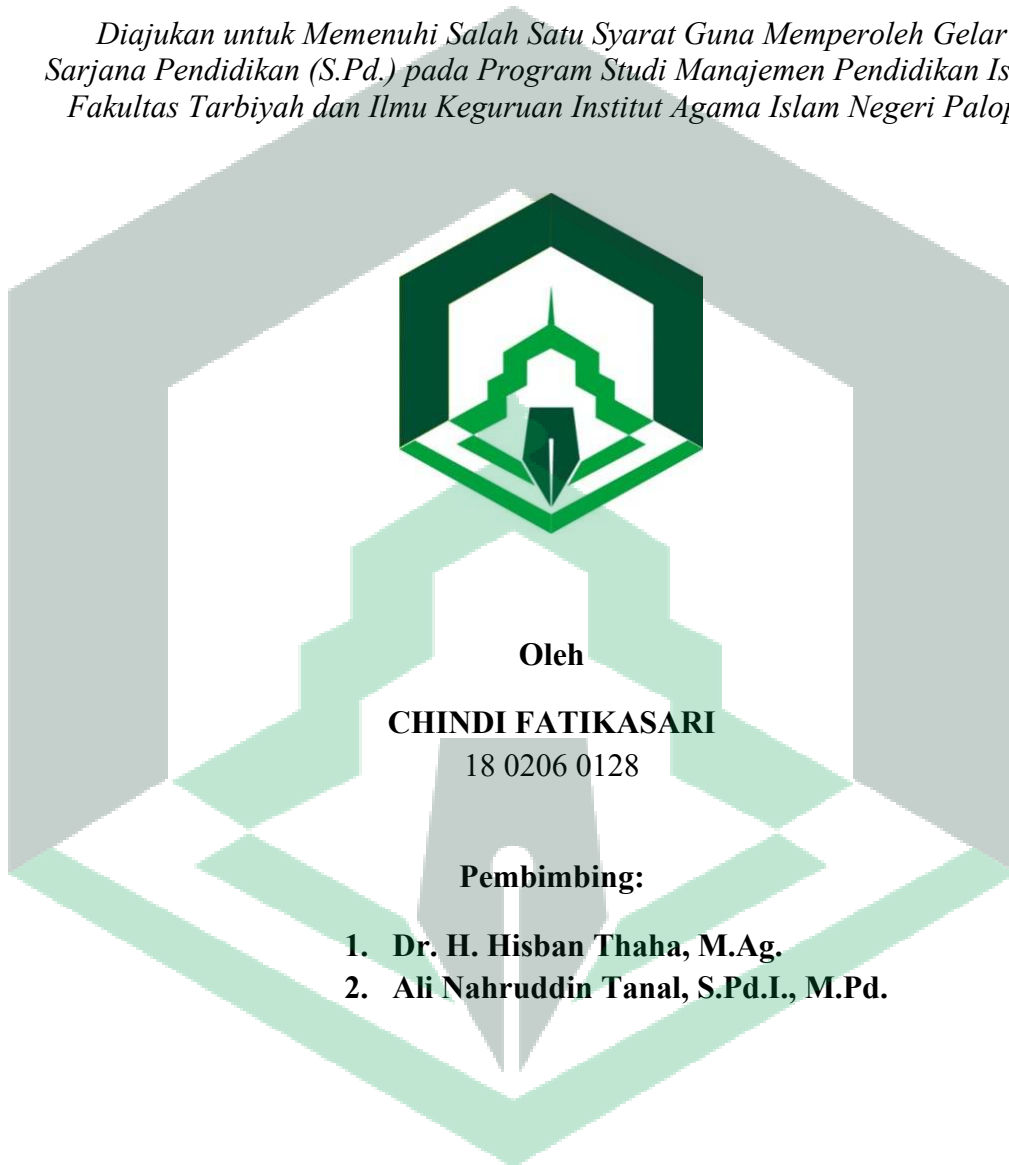 Diajukan untuk Memenuhi Salah Satu Syarat Guna Memperoleh Gelar
Sarjana Pendidikan (S.Pd.) pada Program Studi Manajemen Pendidikan Is
Fakultas Tarbiyah dan Ilmu Keguruan Institut Agama Islam Negeri Palop
Oleh
CHINDI FATIKASARI
18 0206 0128
Pembimbing:
1. Dr. H. Hisban Thaha, M.Ag.
2. Ali Nahruddin Tanal, S.Pd.I., M.Pd.